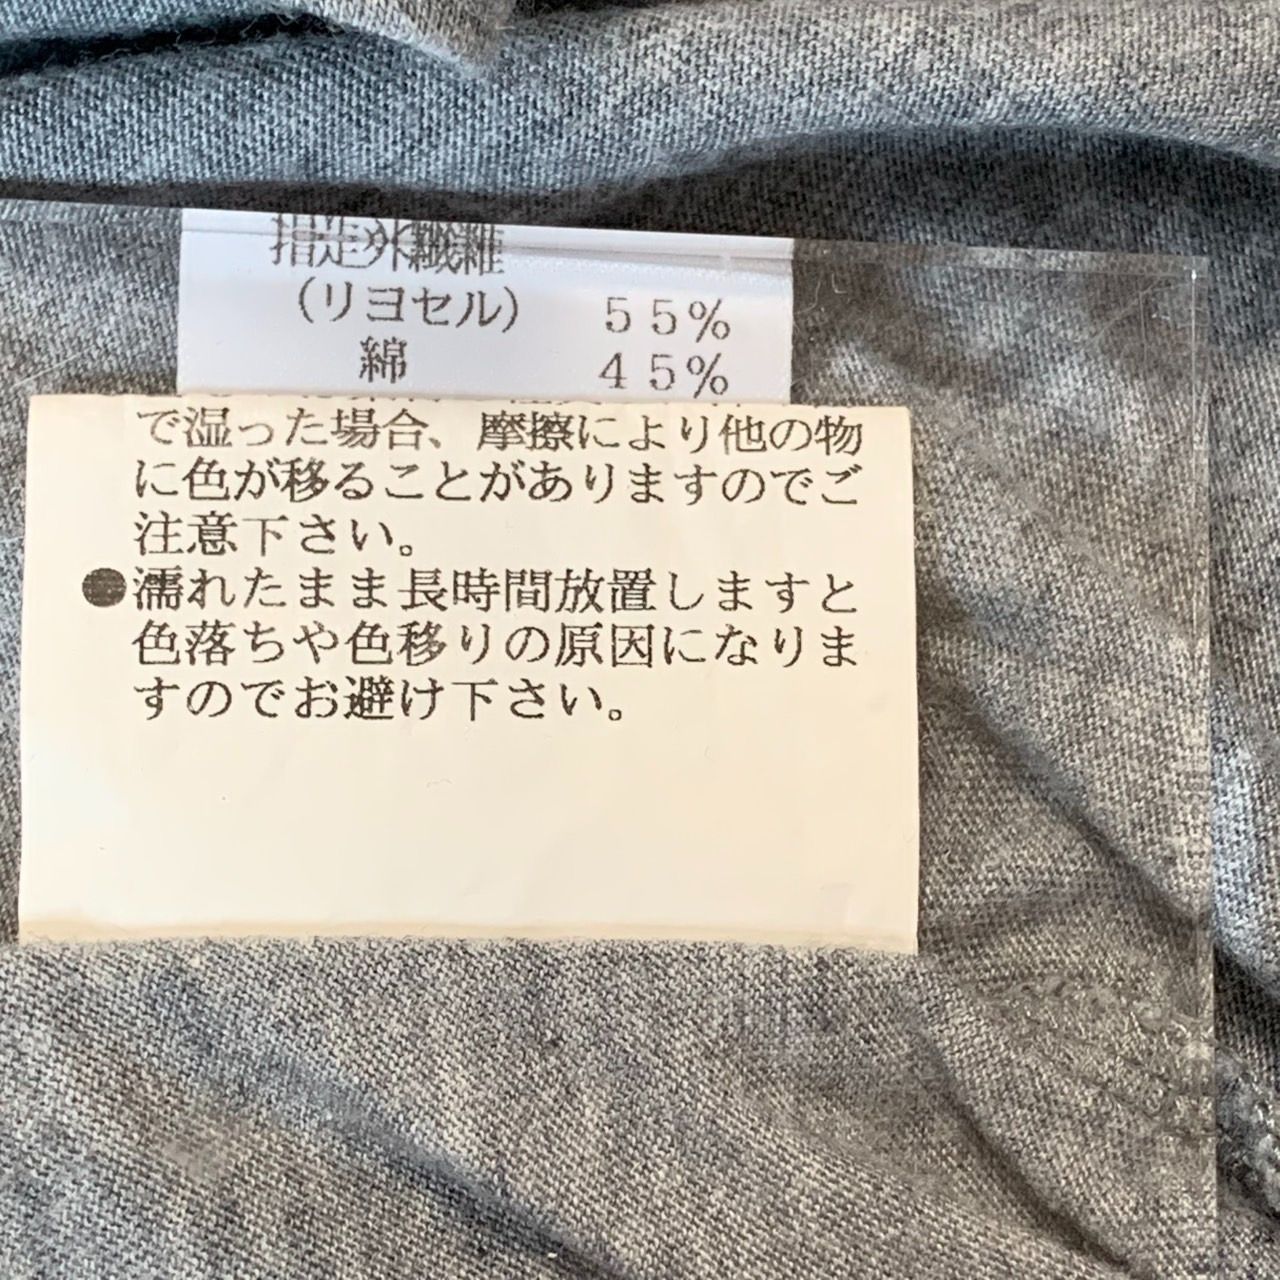 指定外繊維
(リヨセル) 55%
綿 45%
で湿った場合、摩擦により他の物
に色が移ることがありますのでご
注意下さい。
●濡れたまま長時間放置しますと
色落ちや色移りの原因になりま
すのでお避け下さい。